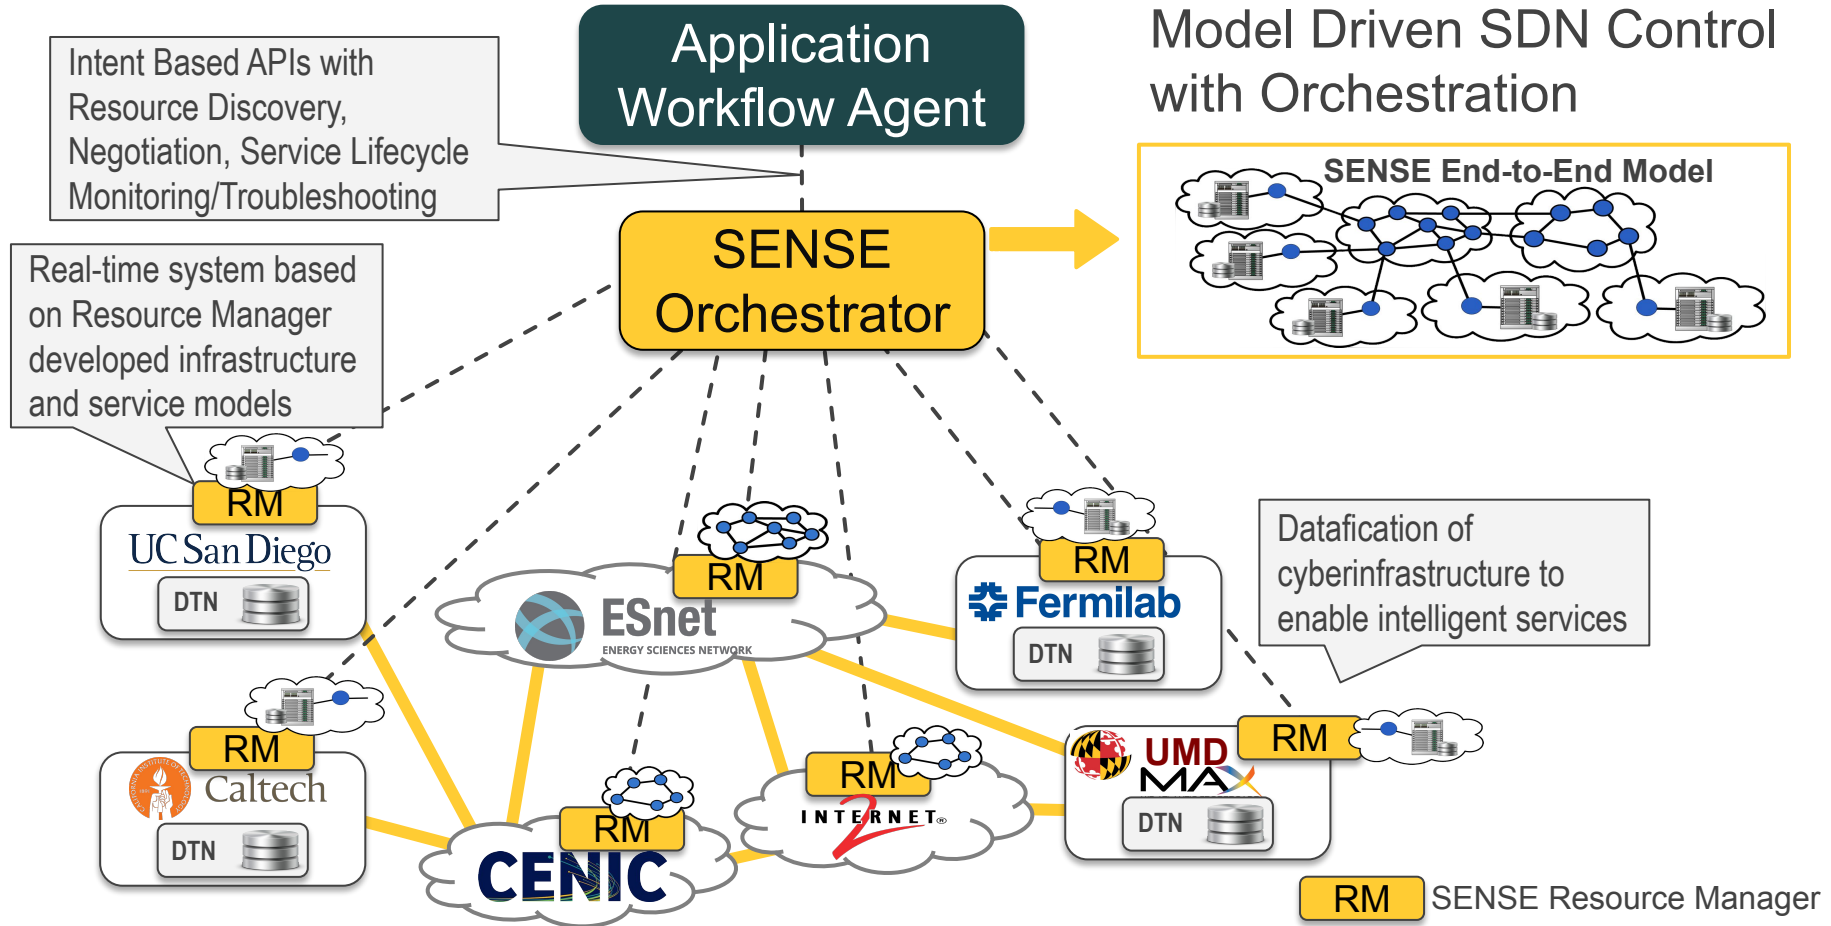 Intent Based APIs with
Resource Discovery,
Negotiation, Service Lifecycle
Monitoring/Troubleshooting
Application
Workflow Agent
Model Driven SDN Control
with Orchestration
SENSE End-to-End Model
SENSE
Orchestrator
Real-time system based
on Resource Manager
developed infrastructure
and service models
RM
UC San Diego
DTN
RM
ESnet
ENERGY SCIENCES NETWORK
RM
Fermilab
DTN
Datafication of
cyberinfrastructure to
enable intelligent services
RM
Caltech
DTN
RM
CENIC
RM
INTERNET®
2
RM
UMD
MAX
DTN
RM SENSE Resource Manager